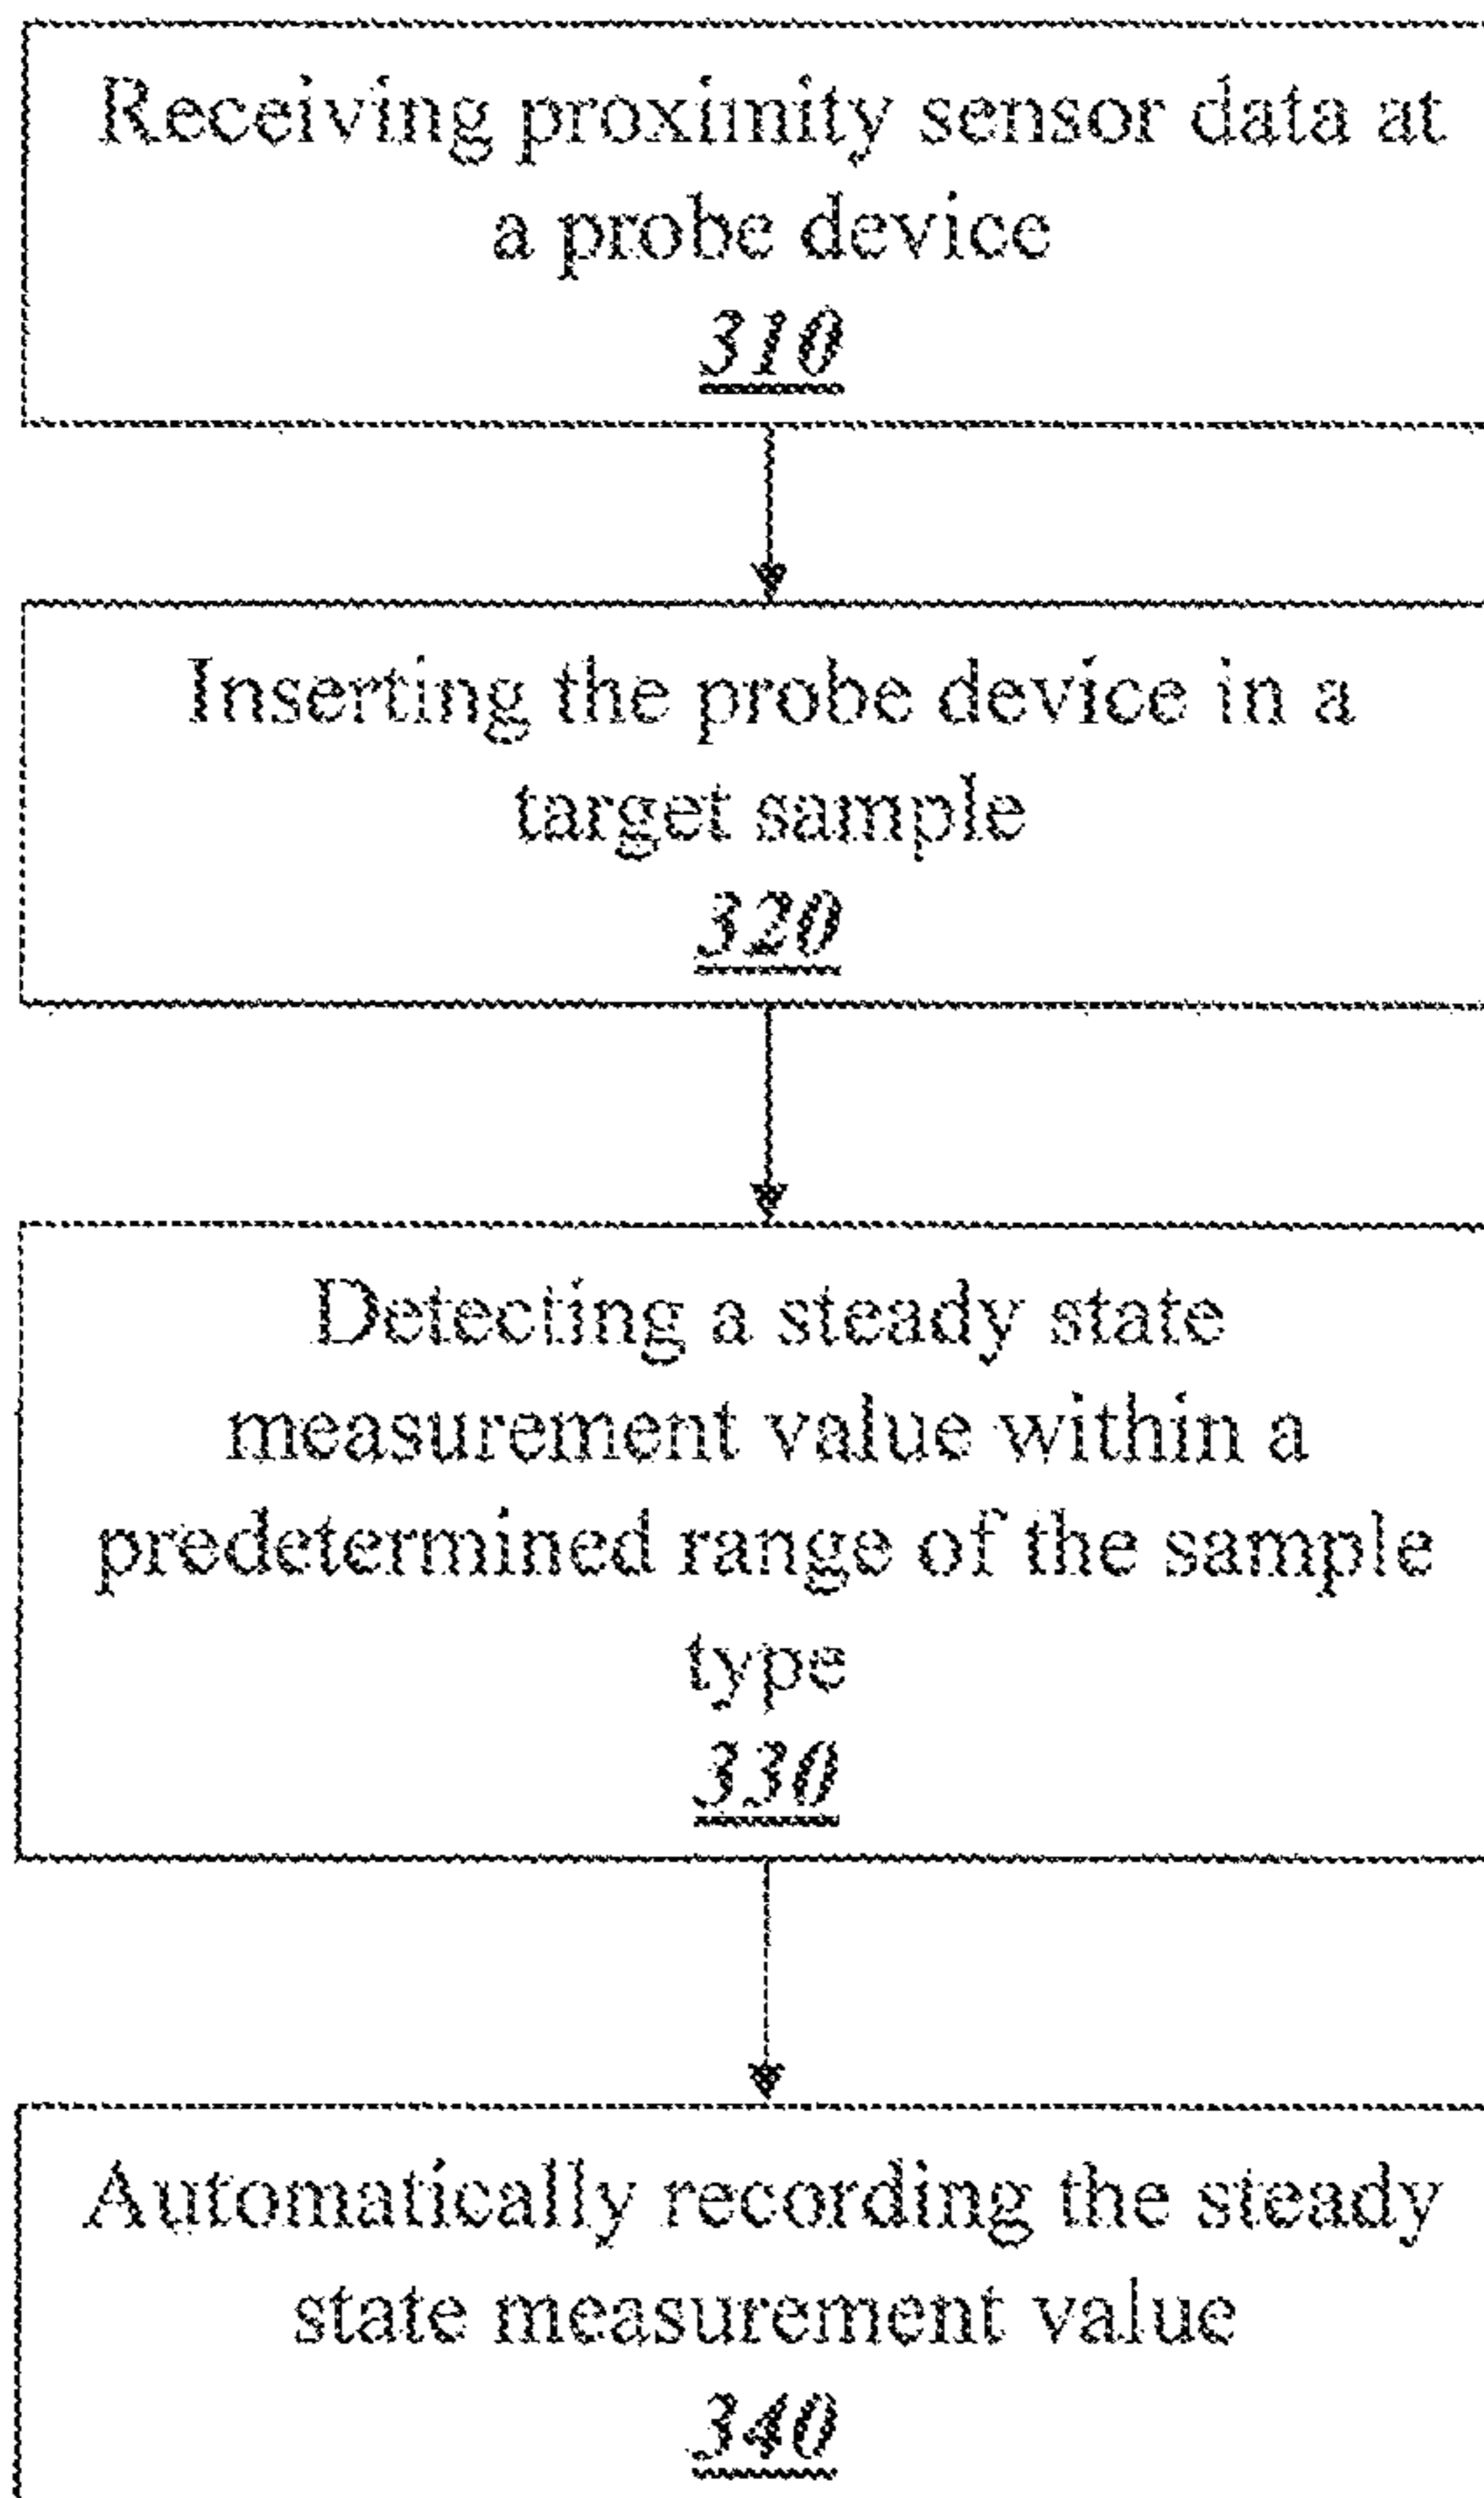 Receiving proximity sensor data at
a probe device
310
Inserting the probe device in a
target sample
320
Detecting a steady state
measurement value within a
predetermined range of the sample
type
330
Automatically recording the steady
state measurement value
340